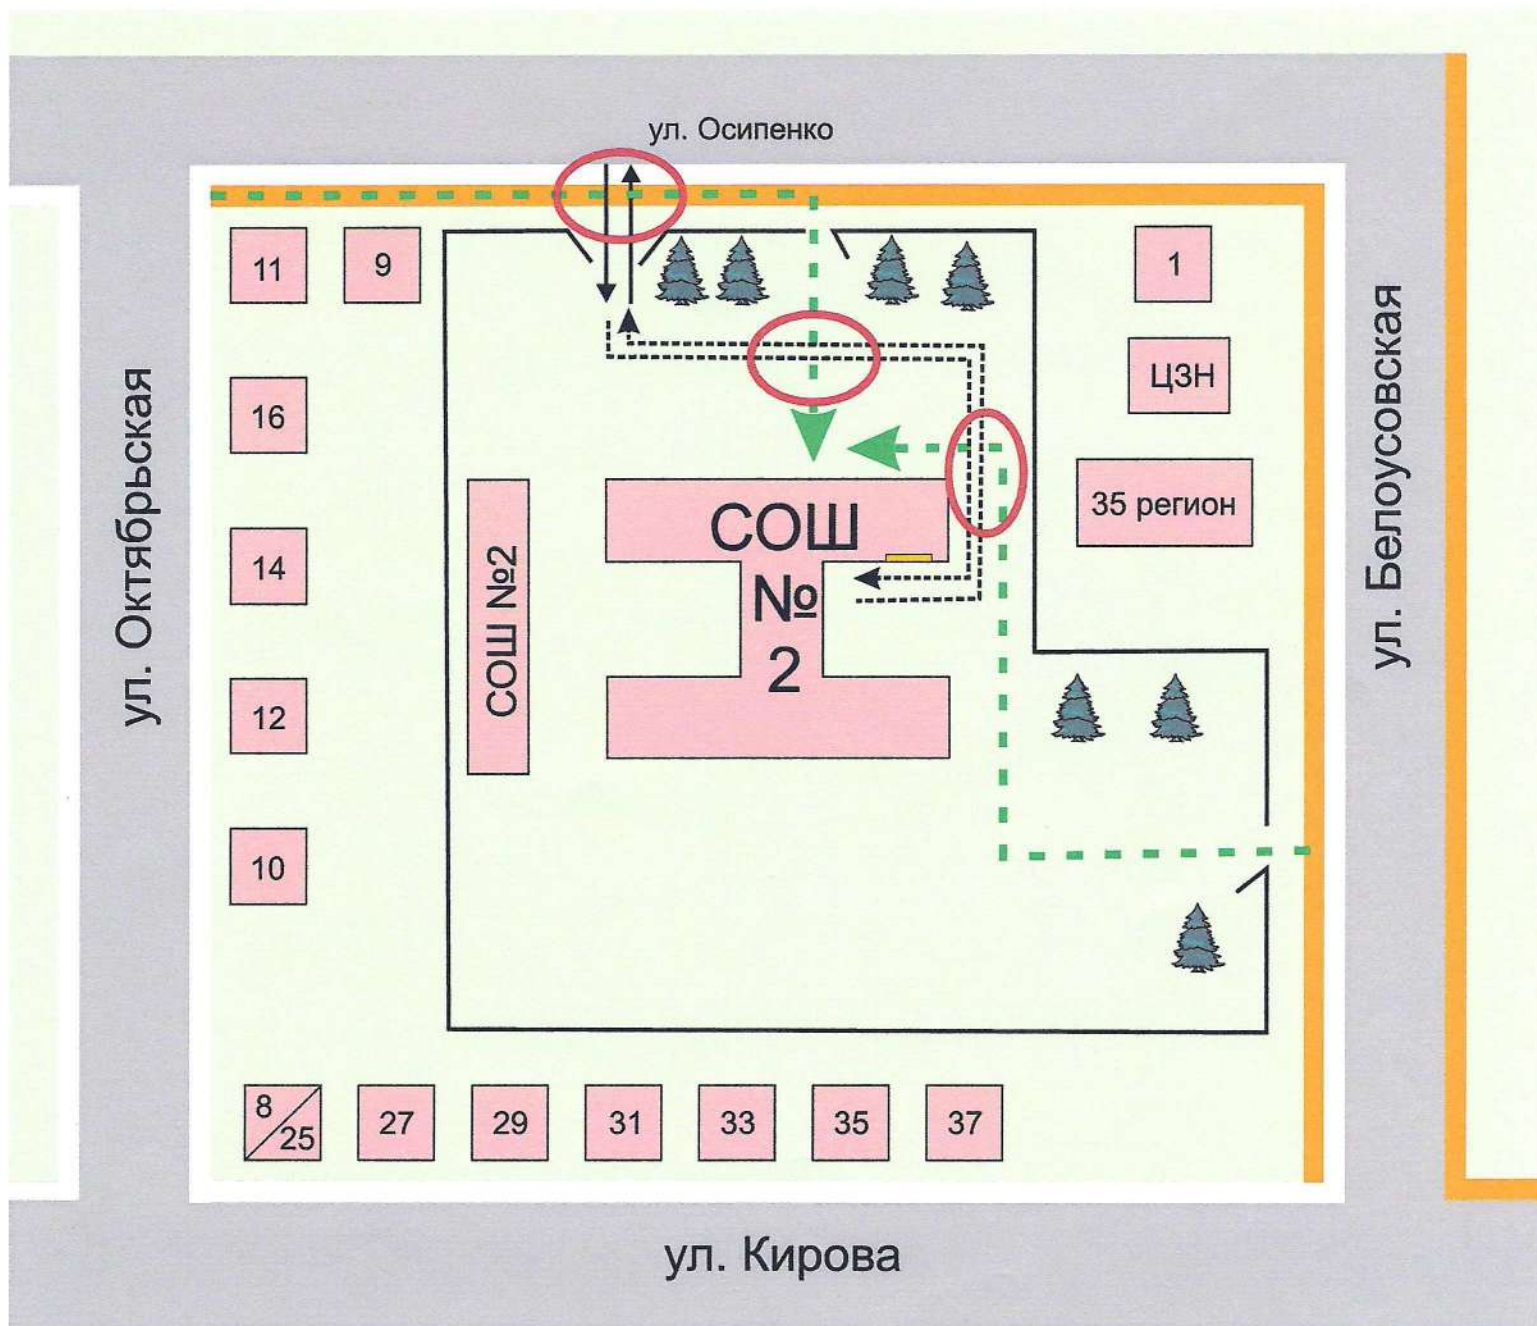 ул. Осипенко
11
9
1
ЦЗН
16
35 регион
СОШ
№
2
СОШ №2
14
12
10
ул. Октябрьская
ул. Белоусовская
8/25
27
29
31
33
35
37
ул. Кирова